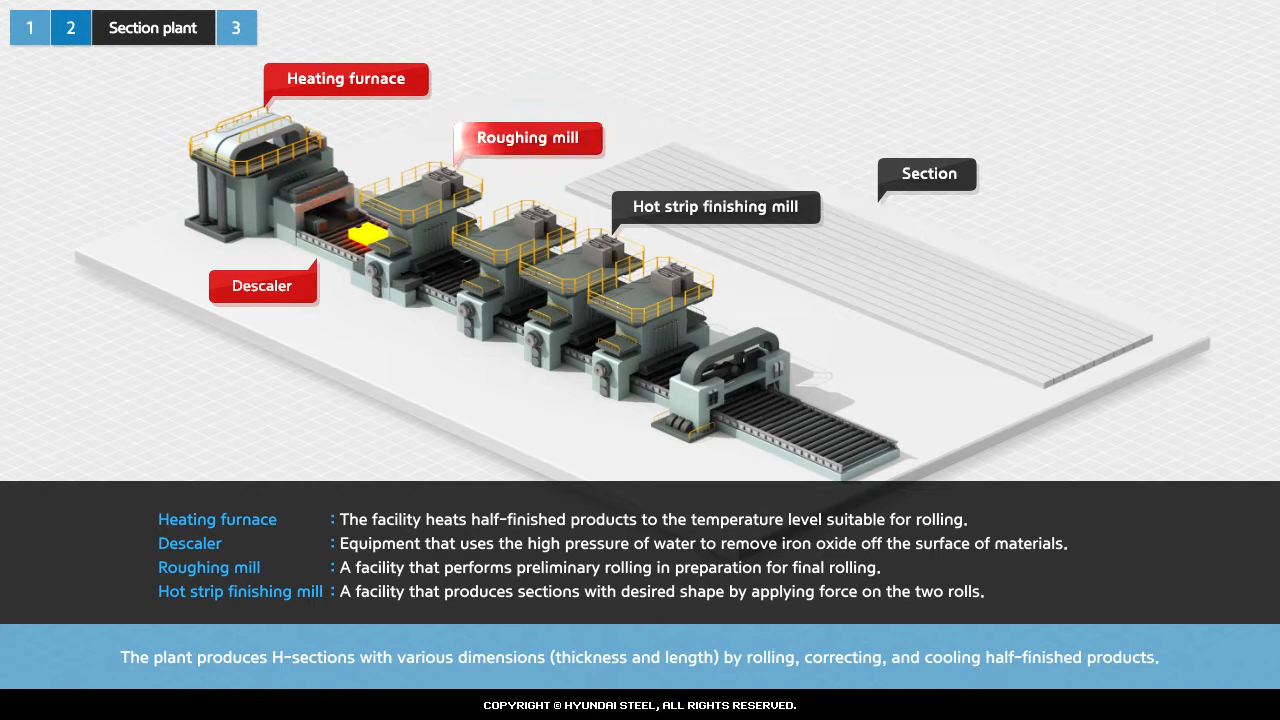 1 2 Section plant 3
Heating furnace
Roughing mill
Section
Hot strip finishing mill
Descaler
Heating furnace : The facility heats half-finished products to the temperature level suitable for rolling.
Descaler : Equipment that uses the high pressure of water to remove iron oxide off the surface of materials.
Roughing mill : A facility that performs preliminary rolling in preparation for final rolling.
Hot strip finishing mill : A facility that produces sections with desired shape by applying force on the two rolls.
The plant produces H-sections with various dimensions (thickness and length) by rolling, correcting, and cooling half-finished products.
COPYRIGHT © HYUNDAI STEEL, ALL RIGHTS RESERVED.